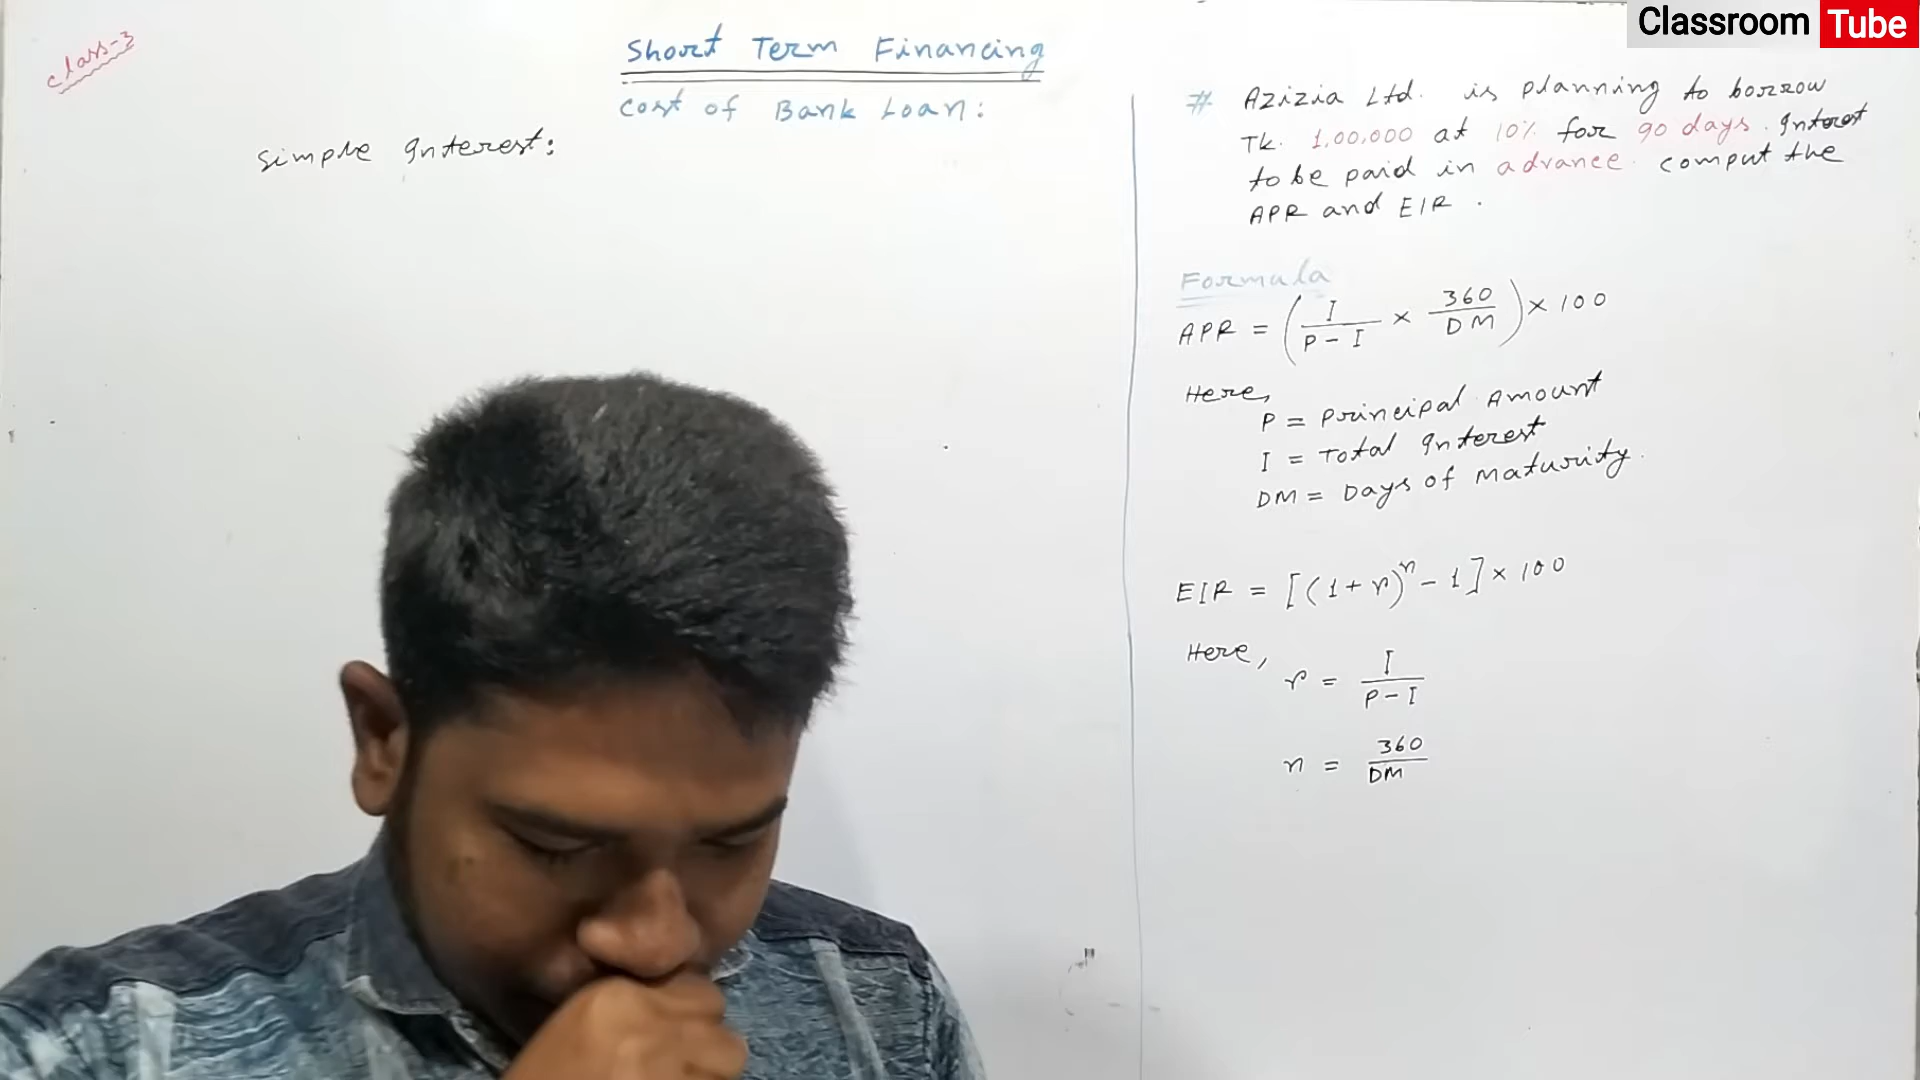 Classroom Tube
class-3
Short Term Financing
Cost of Bank Loan:
Simple Interest:
# Azizia Ltd. is planning to borrow
Tk. 1,00,000 at 10% for 90 days. Interest
to be paid in advance. comput the
APR and EIR.
Formula
APR = (I / P - I × 360 / DM) × 100
Here,
P = Principal Amount
I = Total Interest
DM = Days of Maturity.
EIR = [(1 + r)^n - 1] × 100
Here,
r = I / P - I
n = 360 / DM